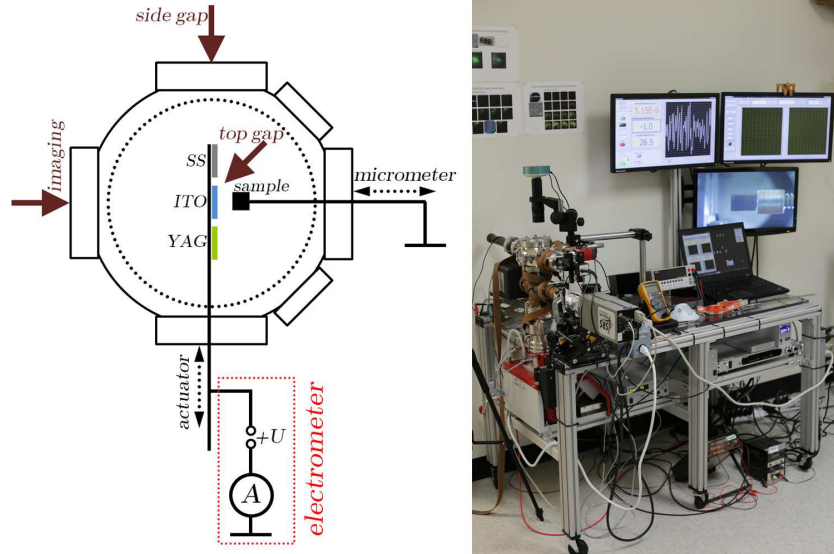 side gap
imaging
top gap
SS
sample
micrometer
ITO
YAG
actuator
+U
A
electrometer
5.15E-9
-1.0
26.5